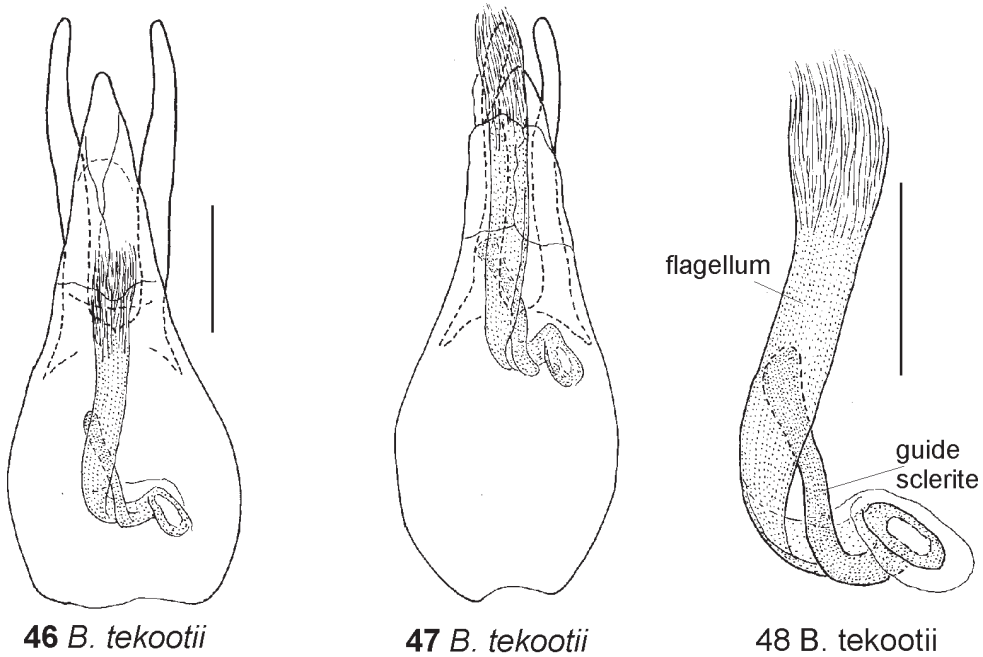 flagellum
guide
sclerite
46 B. tekootii
47 B. tekootii
48 B. tekootii